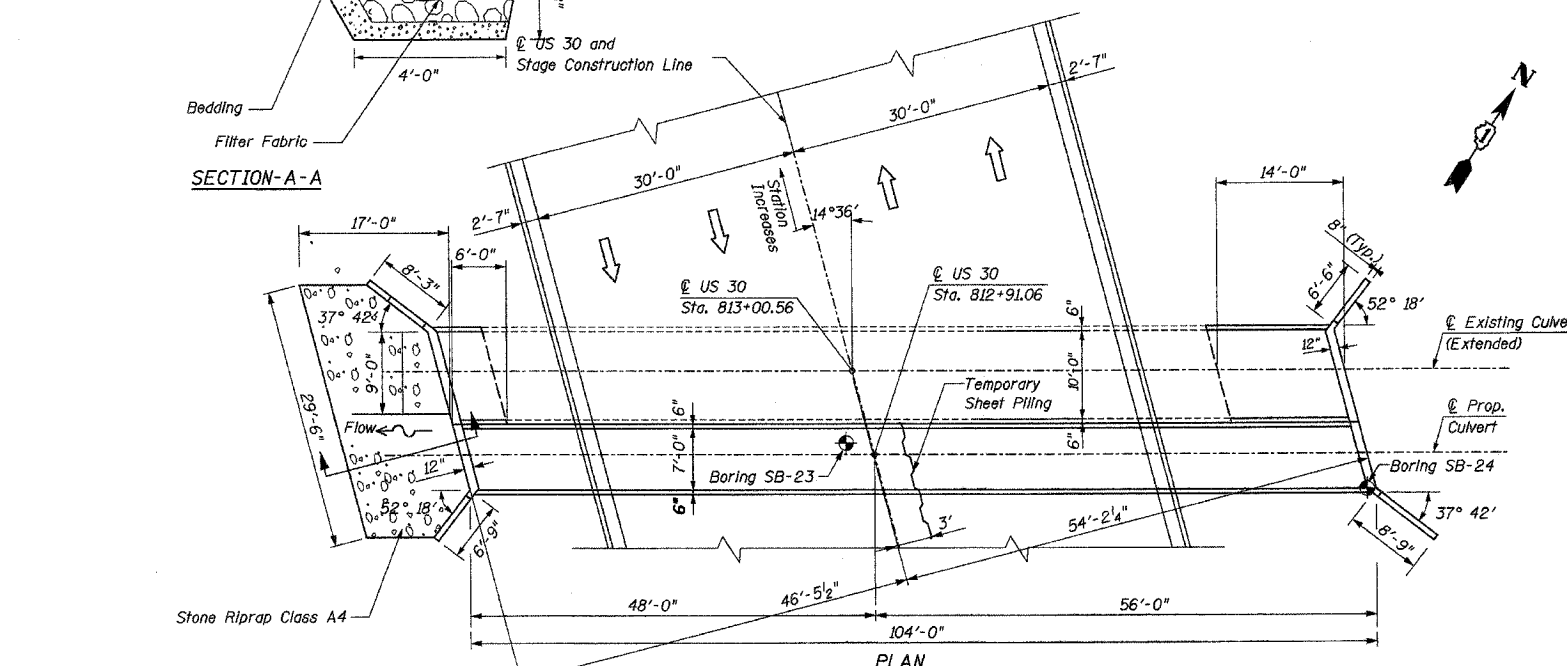 4'-0"
Bedding
Filter Fabric
SECTION-A-A
℄ US 30 and
Stage Construction Line
2'-7"
30'-0"
30'-0"
2'-7"
Station
Increases
14°36'
N
1
17'-0"
6'-0"
8'-3"
37° 42'
9'-0"
29'-6"
Flow
12"
52° 18'
6'-9"
Stone Riprap Class A4
℄ US 30
Sta. 813+00.56
℄ US 30
Sta. 812+91.06
Temporary
Sheet Piling
6"
10'-0"
6"
6"
7'-0"
6"
Boring SB-23
3'
14'-0"
8" (Typ.)
6'-6"
52° 18'
12"
℄ Existing Culve
(Extended)
℄ Prop.
Culvert
Boring SB-24
37° 42'
8'-9"
54'-2¼"
46'-5½"
48'-0"
56'-0"
104'-0"
PLAN